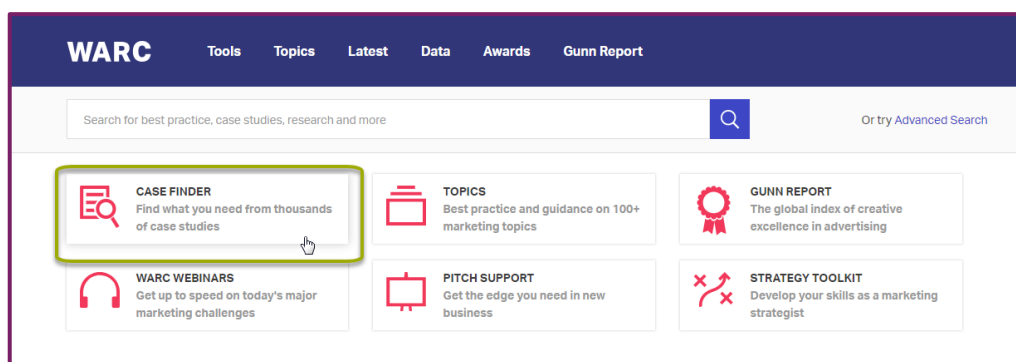 WARC Tools Topics Latest Data Awards Gunn Report
Search for best practice, case studies, research and more
Or try Advanced Search
CASE FINDER
Find what you need from thousands
of case studies
TOPICS
Best practice and guidance on 100+
marketing topics
GUNN REPORT
The global index of creative
excellence in advertising
WARC WEBINARS
Get up to speed on today's major
marketing challenges
PITCH SUPPORT
Get the edge you need in new
business
STRATEGY TOOLKIT
Develop your skills as a marketing
strategist